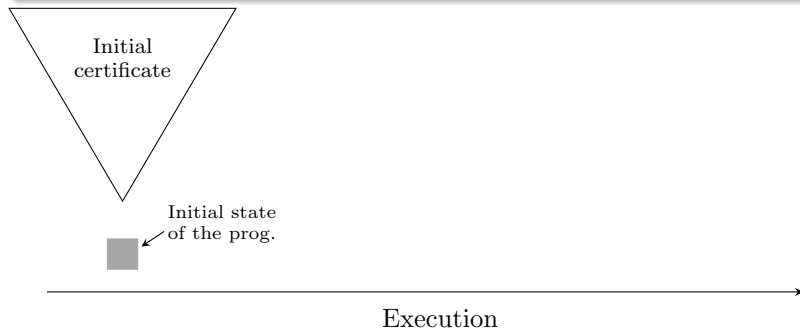 Initial
certificate
Initial state
of the prog.
Execution